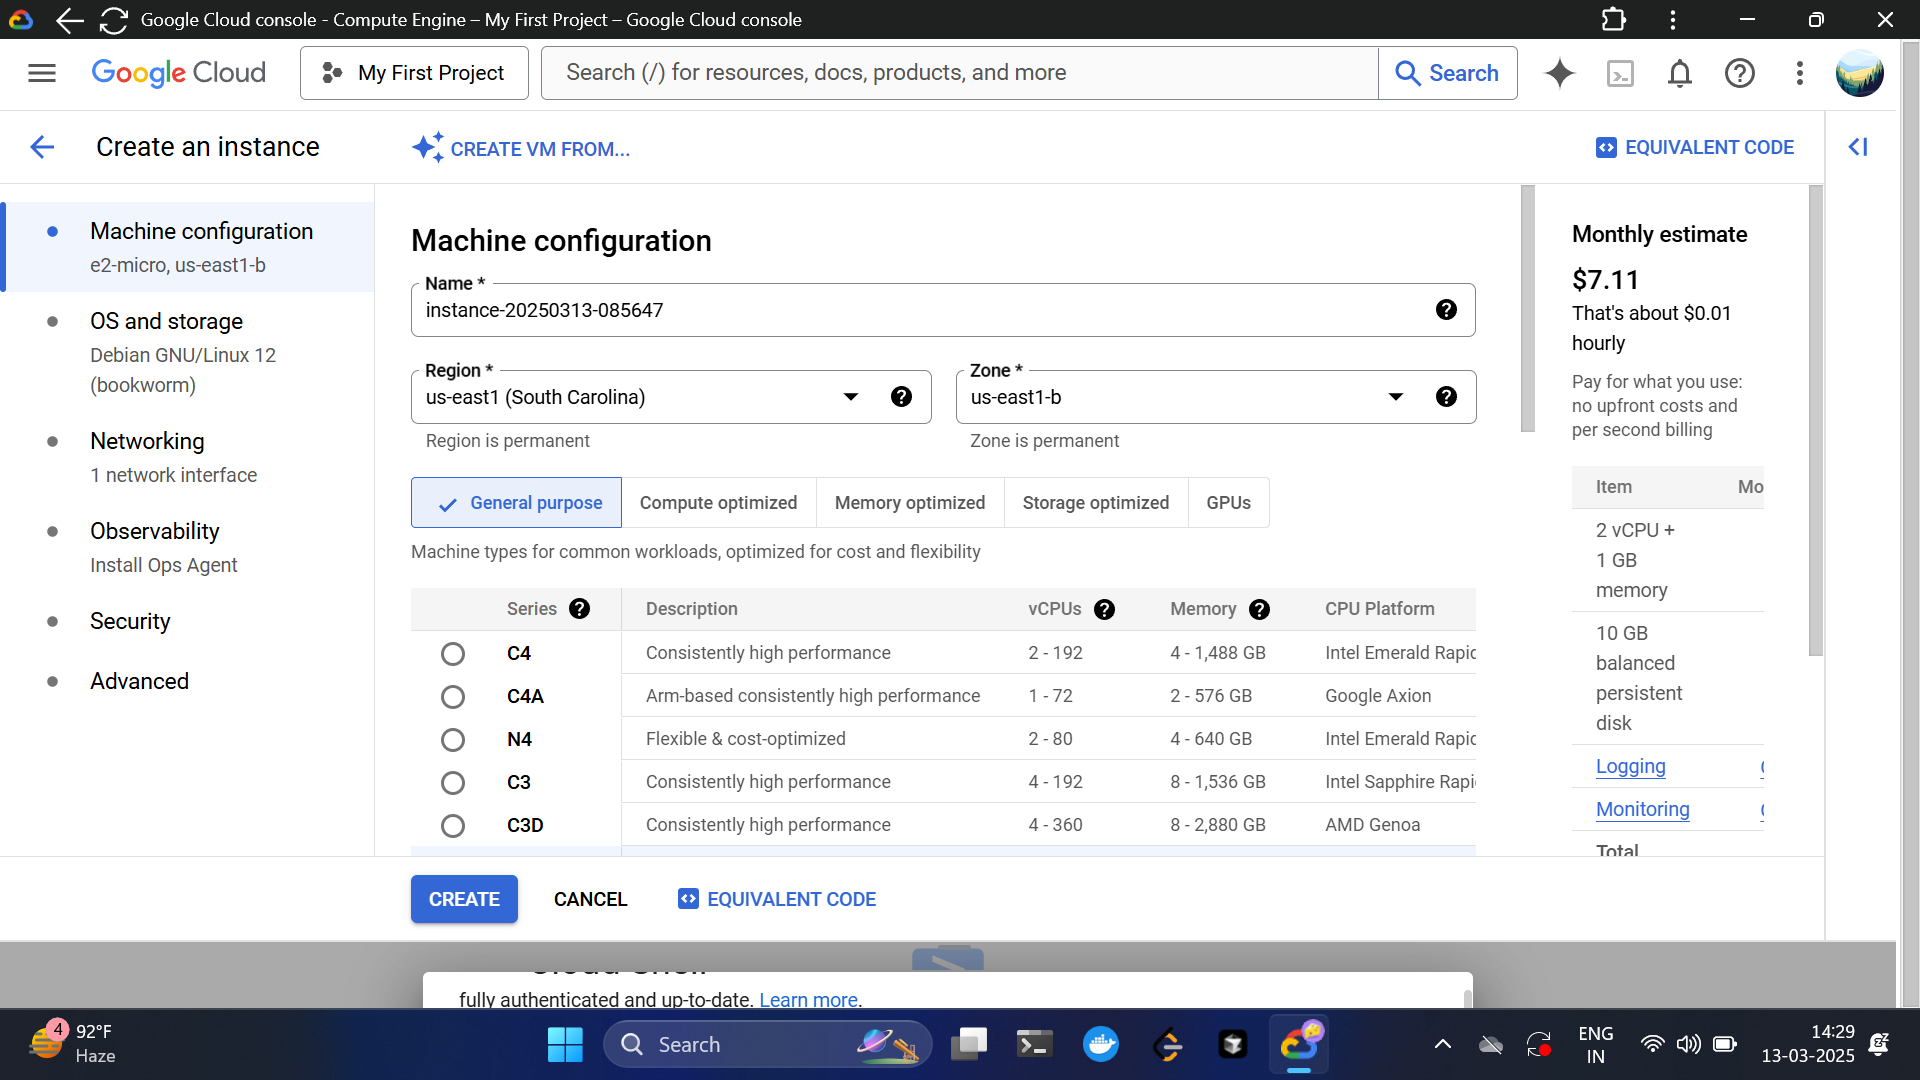 Google Cloud console - Compute Engine – My First Project – Google Cloud console
Google Cloud
My First Project
Search (/) for resources, docs, products, and more
Search
Create an instance
CREATE VM FROM...
EQUIVALENT CODE
Machine configuration
e2-micro, us-east1-b
OS and storage
Debian GNU/Linux 12
(bookworm)
Networking
1 network interface
Observability
Install Ops Agent
Security
Advanced
Machine configuration
Name *
instance-20250313-085647
Region *
us-east1 (South Carolina)
Region is permanent
Zone *
us-east1-b
Zone is permanent
General purpose
Compute optimized
Memory optimized
Storage optimized
GPUs
Machine types for common workloads, optimized for cost and flexibility
Series Description vCPUs Memory CPU Platform
C4 Consistently high performance 2 - 192 4 - 1,488 GB Intel Emerald Rapid
C4A Arm-based consistently high performance 1 - 72 2 - 576 GB Google Axion
N4 Flexible & cost-optimized 2 - 80 4 - 640 GB Intel Emerald Rapid
C3 Consistently high performance 4 - 192 8 - 1,536 GB Intel Sapphire Rapi
C3D Consistently high performance 4 - 360 8 - 2,880 GB AMD Genoa
CREATE
CANCEL
EQUIVALENT CODE
Monthly estimate
$7.11
That's about $0.01
hourly
Pay for what you use:
no upfront costs and
per second billing
Item Mo
2 vCPU +
1 GB
memory
10 GB
balanced
persistent
disk
Logging
Monitoring
Total
Cloud Shell
fully authenticated and up-to-date. Learn more.
4
92°F
Haze
Search
ENG
IN
14:29
13-03-2025